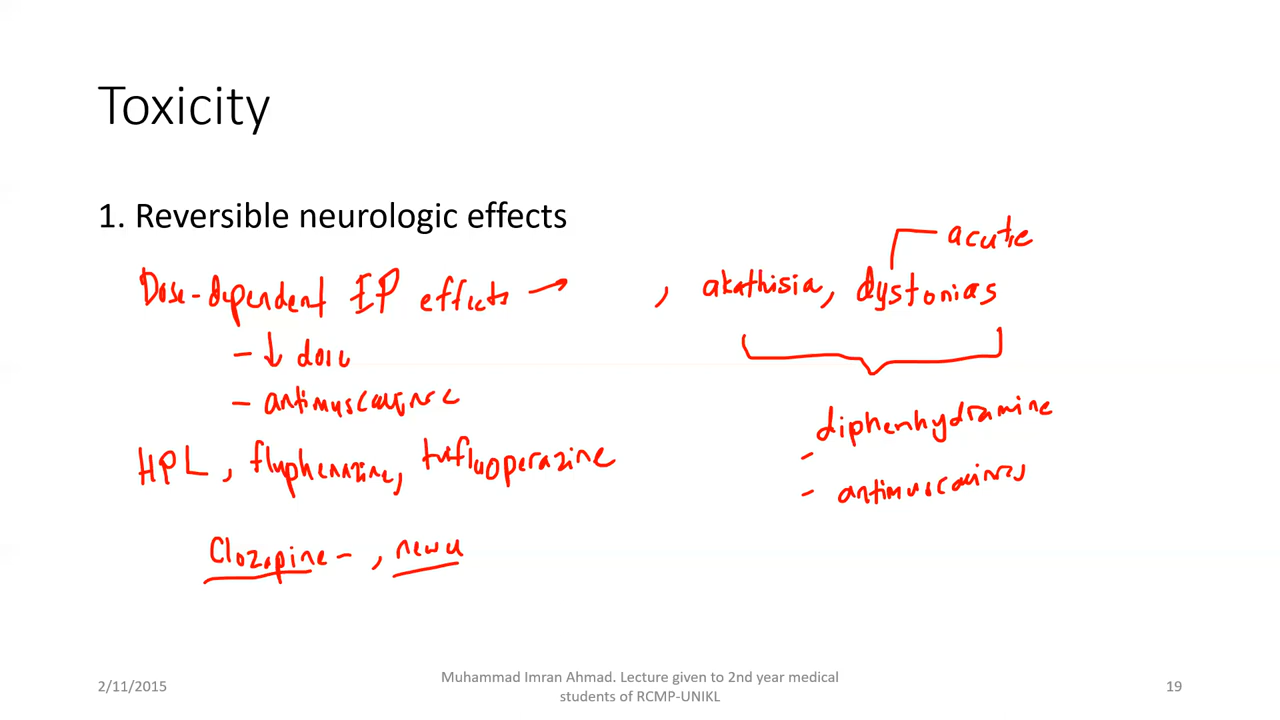 Toxicity
1. Reversible neurologic effects
acute
Dose-dependent EP effects → , akathisia, dystonias
- ↓ dose
- antimuscarinic
diphenhydramine
HPL, fluphenazine, trifluoperazine
- antimuscarinics
Clozapine - , newer
2/11/2015
Muhammad Imran Ahmad. Lecture given to 2nd year medical
students of RCMP-UNIKL
19